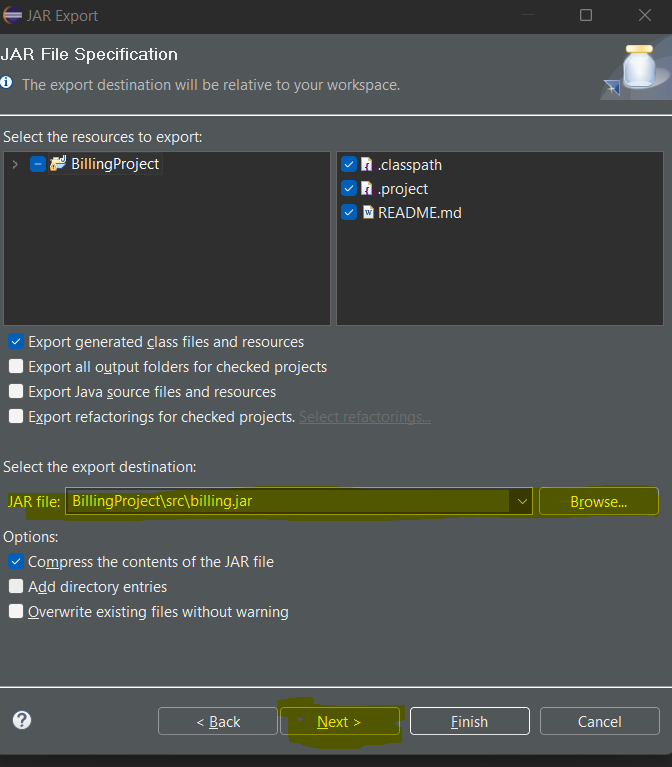 JAR Export
JAR File Specification
The export destination will be relative to your workspace.
Select the resources to export:
BillingProject
.classpath
.project
README.md
Export generated class files and resources
Export all output folders for checked projects
Export Java source files and resources
Export refactorings for checked projects. Select refactorings...
Select the export destination:
JAR file: BillingProject\src\billing.jar Browse...
Options:
Compress the contents of the JAR file
Add directory entries
Overwrite existing files without warning
? < Back Next > Finish Cancel